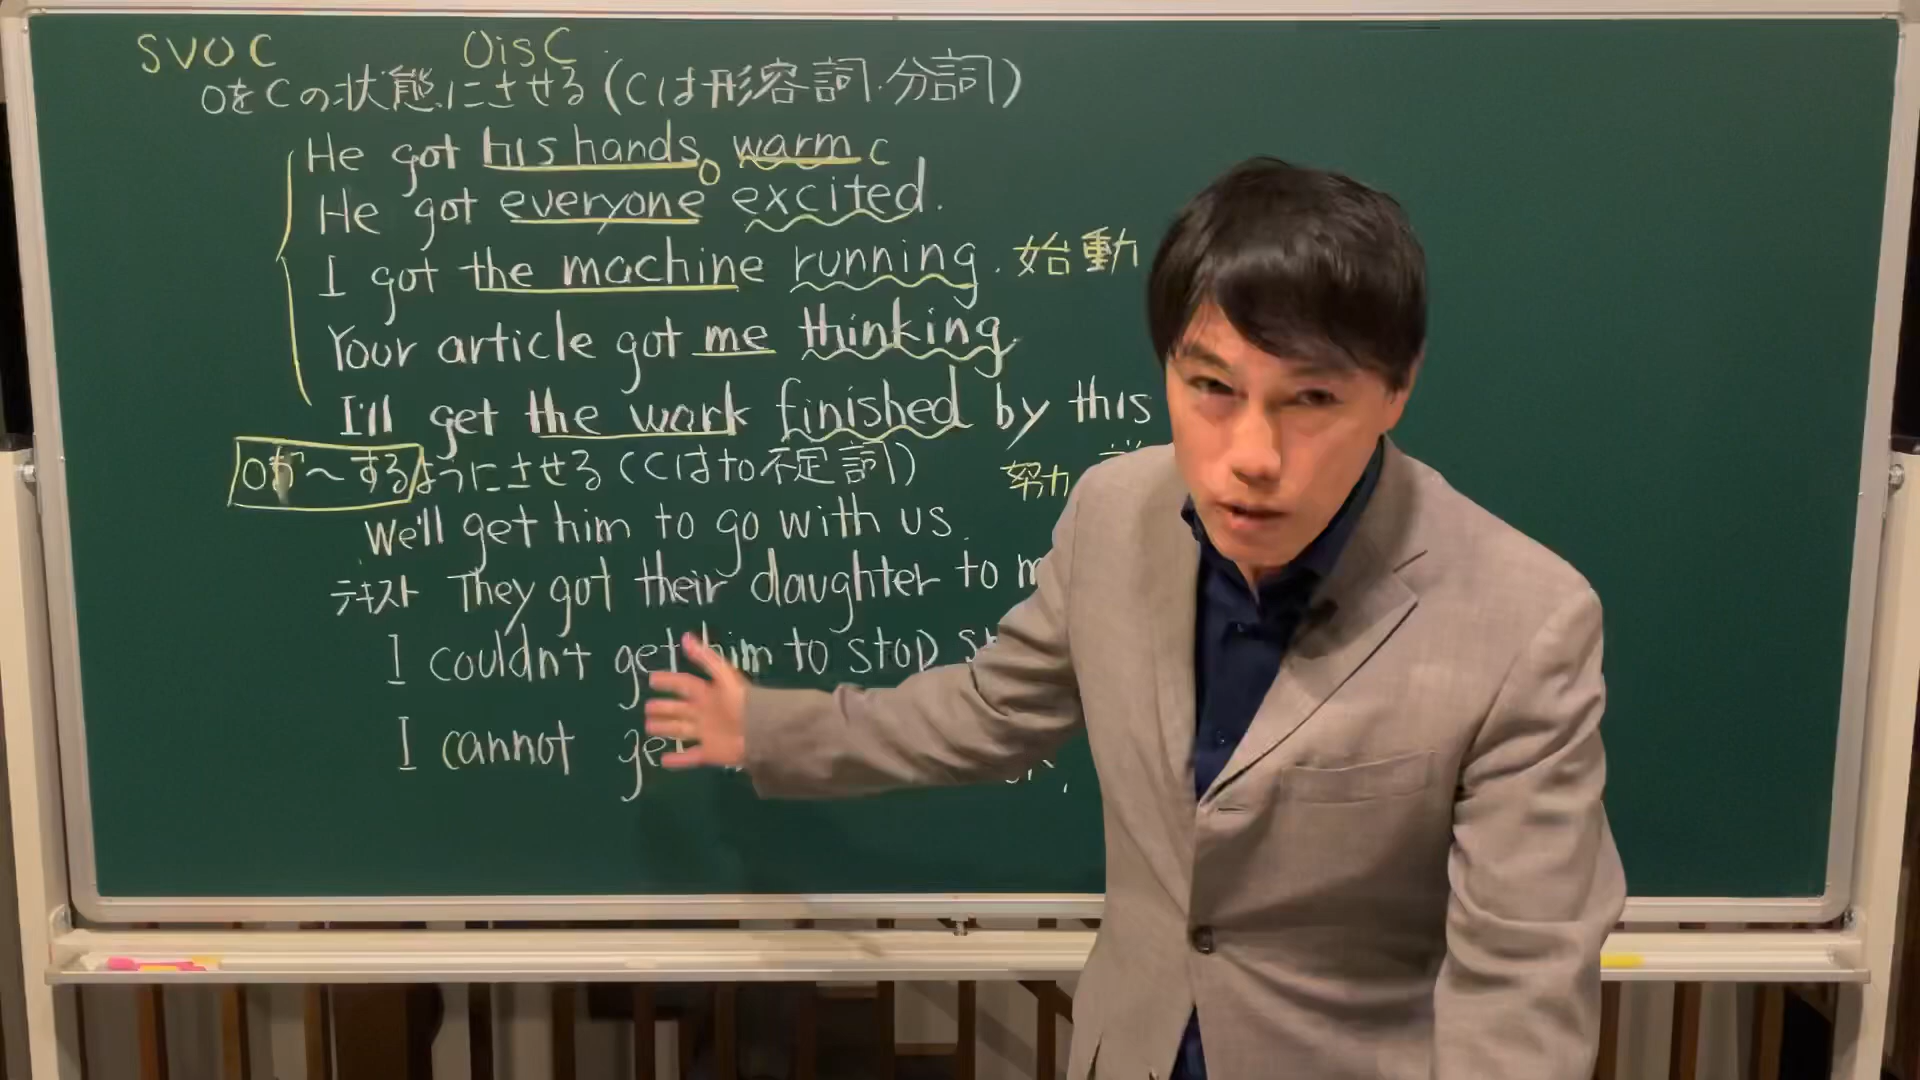 SVOC OisC
OをCの状態にさせる(Cは形容詞.分詞)
He got his hands O warm C
He got everyone excited.
I got the machine running. 始動
Your article got me thinking.
I'll get the work finished by this
Oが〜するようにさせる(Cはto不定詞) 努力
We'll get him to go with us.
テキスト They got their daughter to
I couldn't get him to stop
I cannot